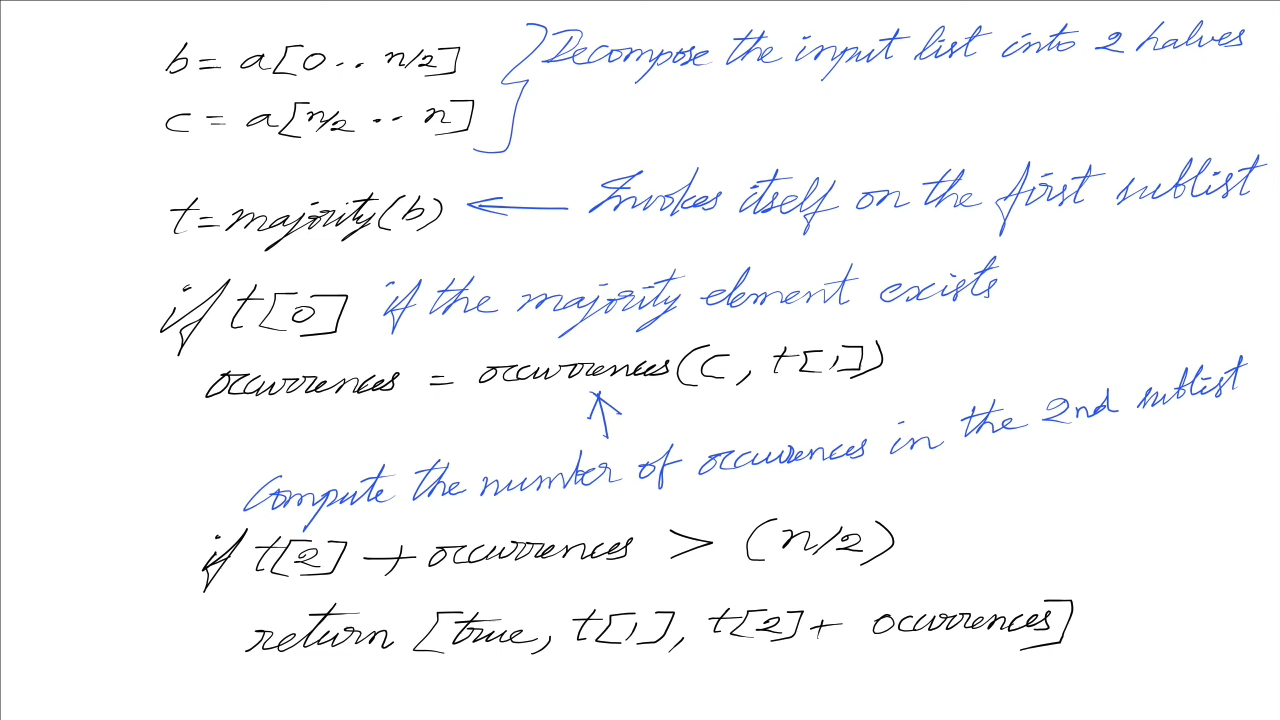 b = a[0.. n/2] Decompose the input list into 2 halves
c = a[n/2 .. n]
t = majority(b) ← Invokes itself on the first sublist
if t[0] if the majority element exists
occurrences = occurrences(c, t[1])
↑
Compute the number of occurrences in the 2nd sublist
if t[2] + occurrences > (n/2)
return [true, t[1], t[2] + ocurrences]